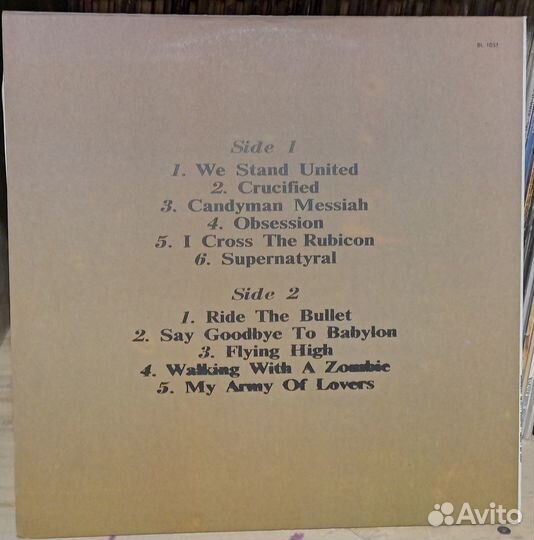 BL 1051
Side 1
1. We Stand United
2. Crucified
3. Candyman Messiah
4. Obsession
5. I Cross The Rubicon
6. Supernatyral
Side 2
1. Ride The Bullet
2. Say Goodbye To Babylon
3. Flying High
4. Walking With A Zombie
5. My Army Of Lovers
Avito